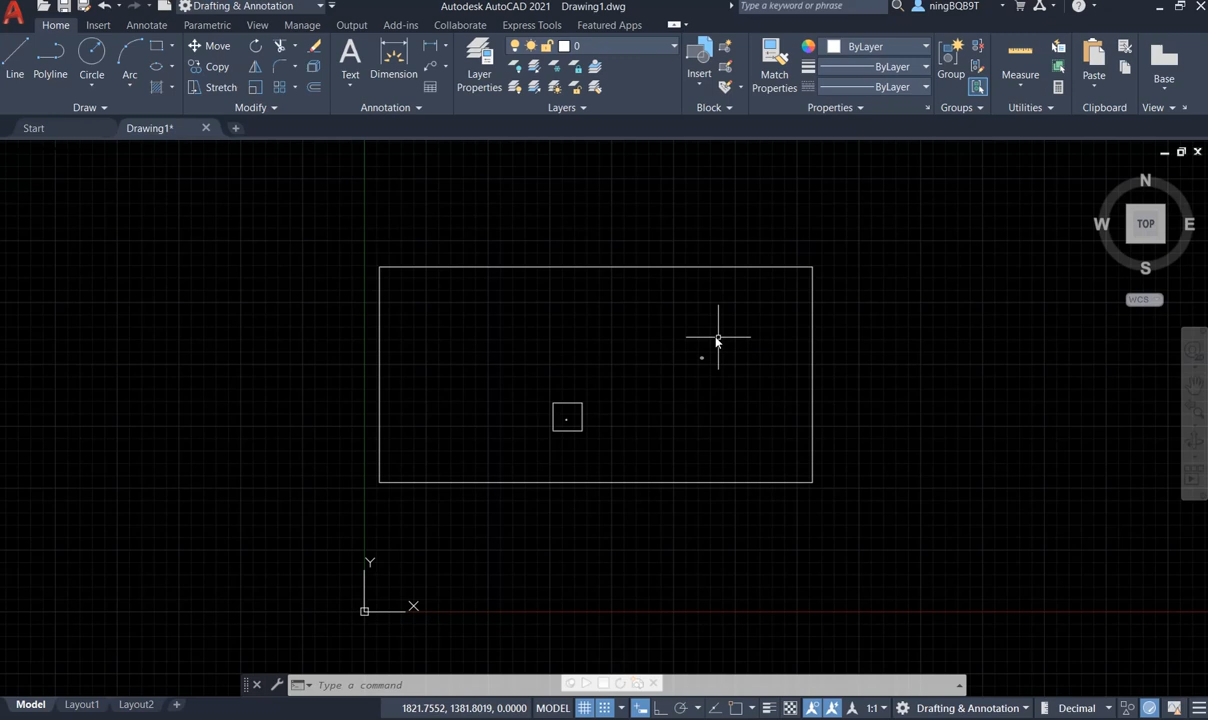 Drafting & Annotation
Autodesk AutoCAD 2021 Drawing1.dwg
Type a keyword or phrase
ningBQB9T
Home Insert Annotate Parametric View Manage Output Add-ins Collaborate Express Tools Featured Apps
Line Polyline Circle Arc
Move
Copy
Stretch
Text Dimension
Layer Properties
Insert
Match Properties
ByLayer
ByLayer
ByLayer
Group
Measure
Paste
Base
Draw Modify Annotation Layers Block Properties Groups Utilities Clipboard View
Start Drawing1*
N
W TOP E
S
WCS
Y
X
Type a command
Model Layout1 Layout2
1821.7552, 1381.8019, 0.0000 MODEL 1:1 Drafting & Annotation Decimal